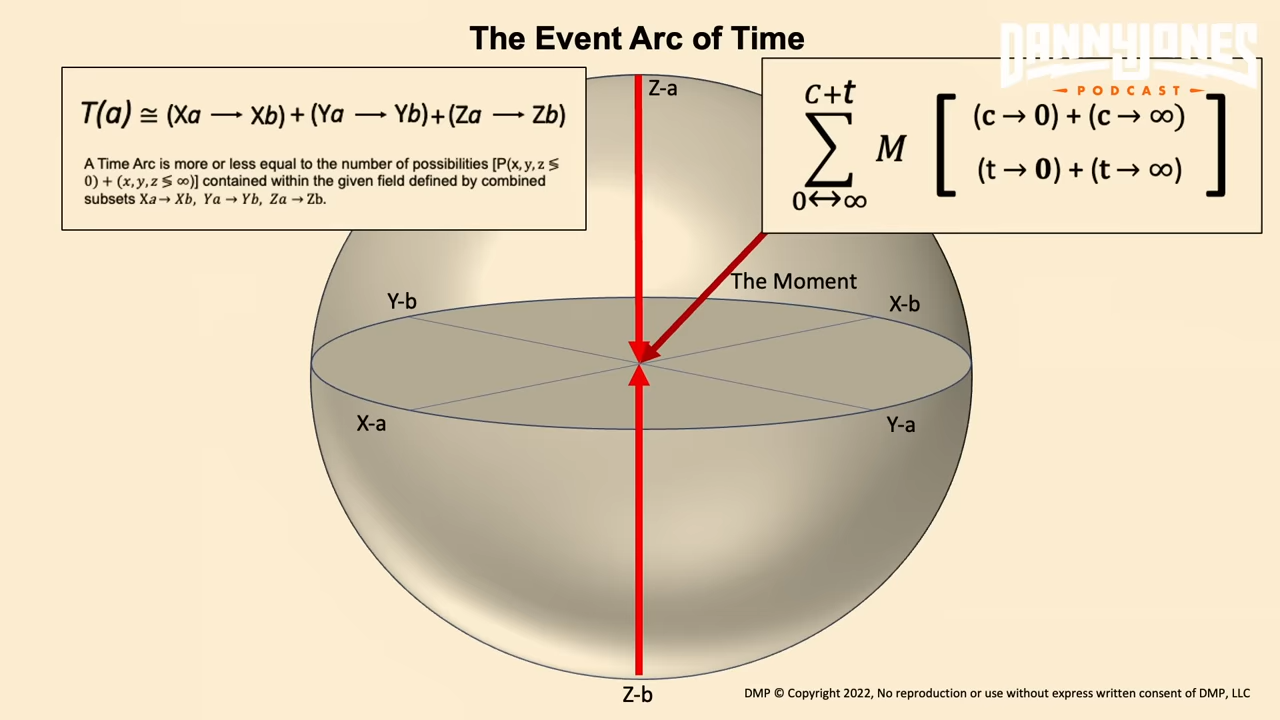 The Event Arc of Time
DANNY JONES
PODCAST
T(a) ≅ (Xa → Xb) + (Ya → Yb)+(Za → Zb)
A Time Arc is more or less equal to the number of possibilities [P(x, y, z ≶
0) + (x, y, z ≶ ∞)] contained within the given field defined by combined
subsets Xa → Xb, Ya → Yb, Za → Zb.
C+t
∑ M
0↔∞
[(c → 0) + (c → ∞)
(t → 0) + (t → ∞)]
Z-a
The Moment
Y-b
X-b
X-a
Y-a
Z-b
DMP © Copyright 2022, No reproduction or use without express written consent of DMP, LLC